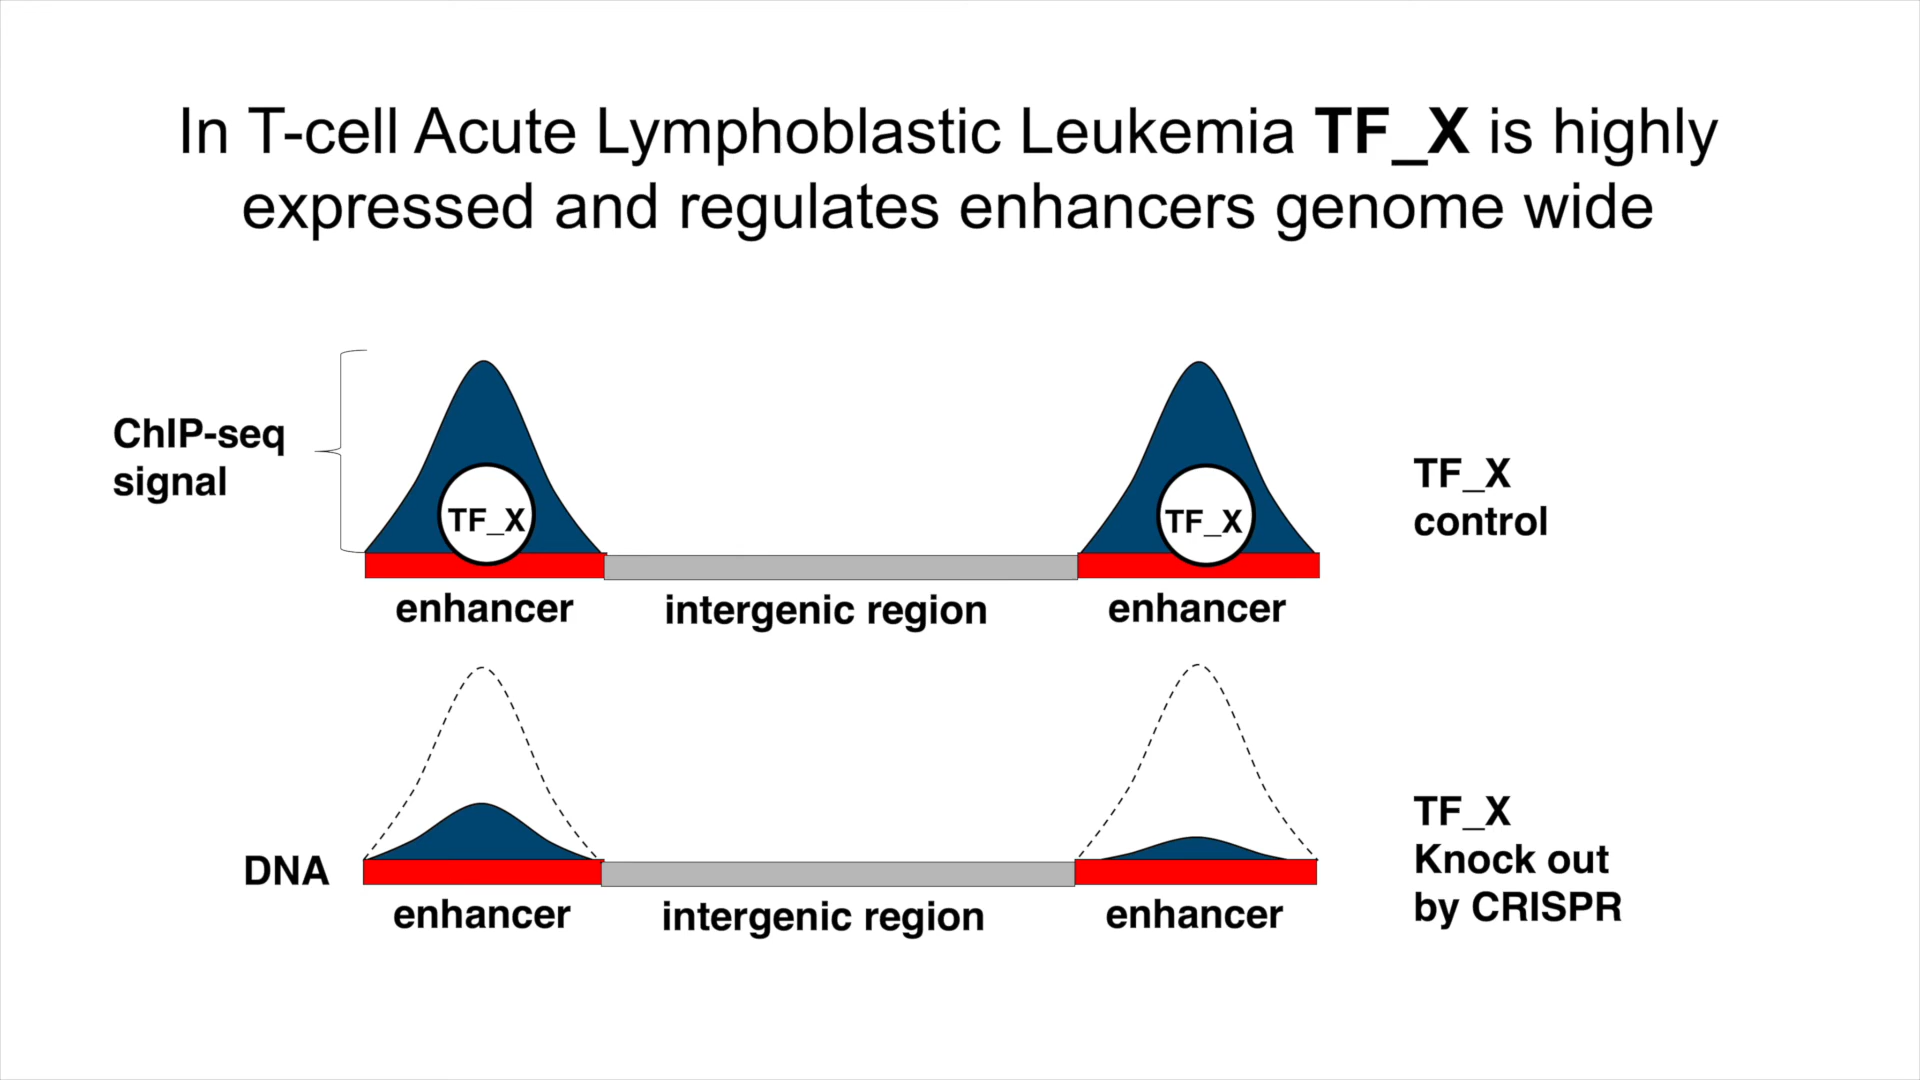 In T-cell Acute Lymphoblastic Leukemia TF_X is highly
expressed and regulates enhancers genome wide
ChIP-seq
signal
TF_X
TF_X
TF_X
control
enhancer
intergenic region
enhancer
DNA
TF_X
Knock out
by CRISPR
enhancer
intergenic region
enhancer